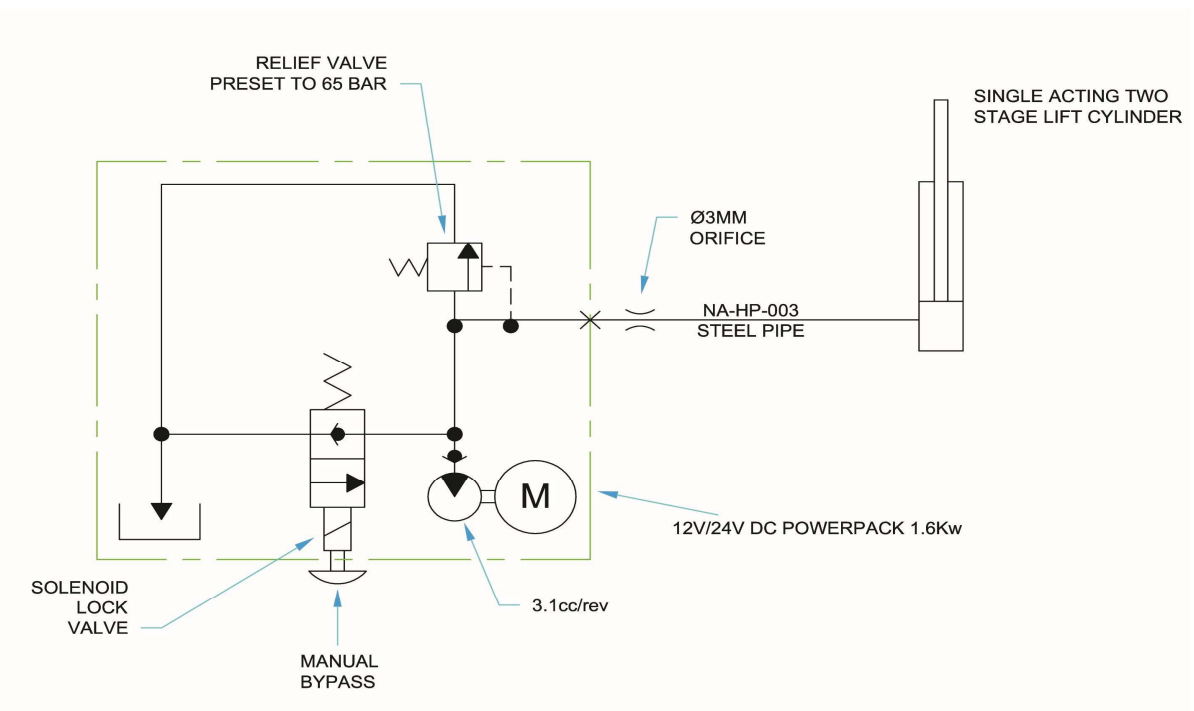 RELIEF VALVE
PRESET TO 65 BAR
SINGLE ACTING TWO
STAGE LIFT CYLINDER
Ø3MM
ORIFICE
NA-HP-003
STEEL PIPE
M
12V/24V DC POWERPACK 1.6Kw
SOLENOID
LOCK
VALVE
3.1cc/rev
MANUAL
BYPASS